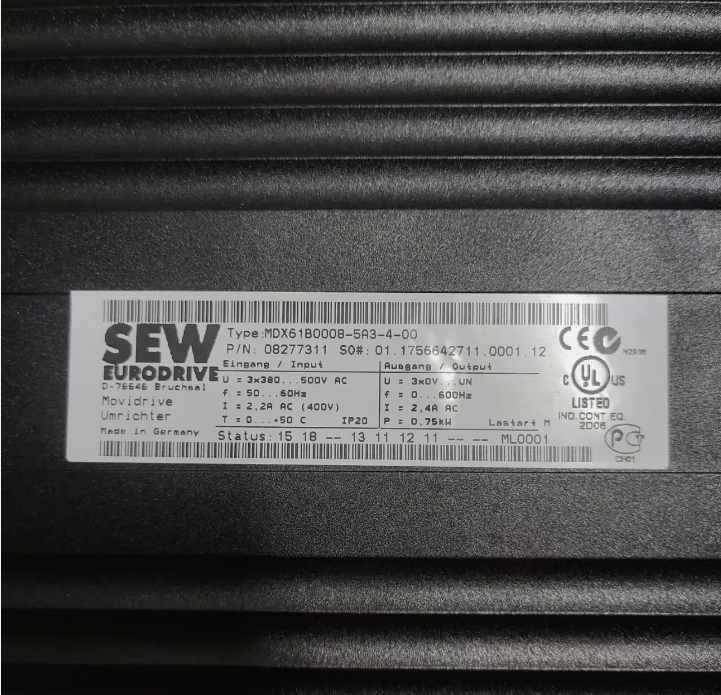 SEW
EURODRIVE
D-76646 Bruchsal
Movidrive
Umrichter
Made in Germany
Type:MDX61B0008-5A3-4-00
P/N: 08277311 SO#: 01.1756642711.0001.12
Eingang / Input
U = 3x380...500V AC
f = 50...60Hz
I = 2,2A AC (400V)
T = 0...+50 C IP20
Ausgang / Output
U = 3x0V...UN
f = 0...600Hz
I = 2,4A AC
P = 0,75kW Lastart M
Status: 15 18 -- 13 11 12 11 -- -- ML0001
CE
N2936
C UL US
LISTED
IND.CONT.EQ.
2D06